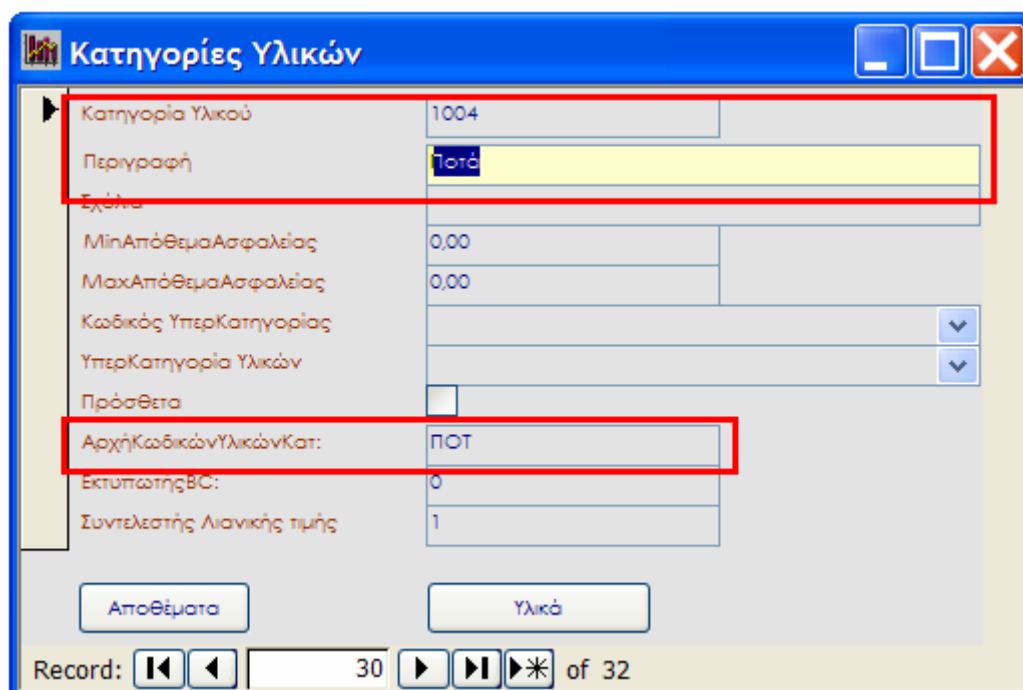 Κατηγορίες Υλικών
Κατηγορία Υλικού 1004
Περιγραφή Ποτά
Σχόλια
MinΑπόθεμαΑσφαλείας 0,00
MaxΑπόθεμαΑσφαλείας 0,00
Κωδικός ΥπερΚατηγορίας
ΥπερΚατηγορία Υλικών
Πρόσθετα
ΑρχήΚωδικώνΥλικώνΚατ: ΠΟΤ
ΕκτυπωτήςBC: 0
Συντελεστής Λιανικής τιμής 1
Αποθέματα Υλικά
Record: 30 of 32